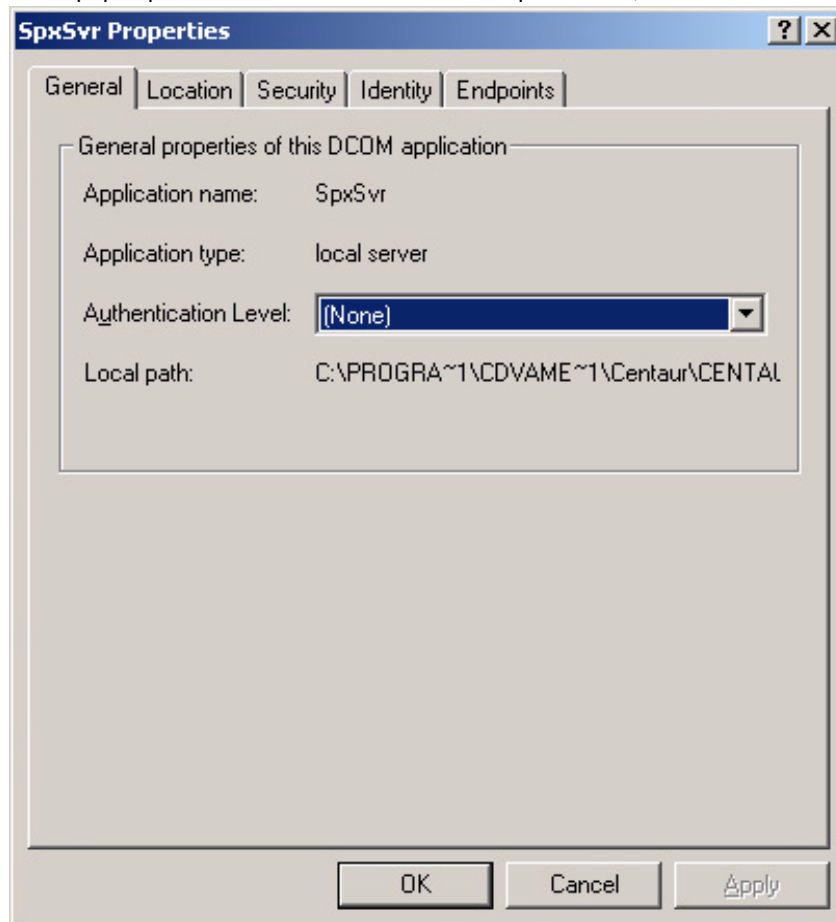 SpxSvr Properties
? X
General Location Security Identity Endpoints
General properties of this DCOM application
Application name: SpxSvr
Application type: local server
Authentication Level: (None)
Local path: C:\PROGRA~1\CDVAME~1\Centaur\CENTAU
OK Cancel Apply